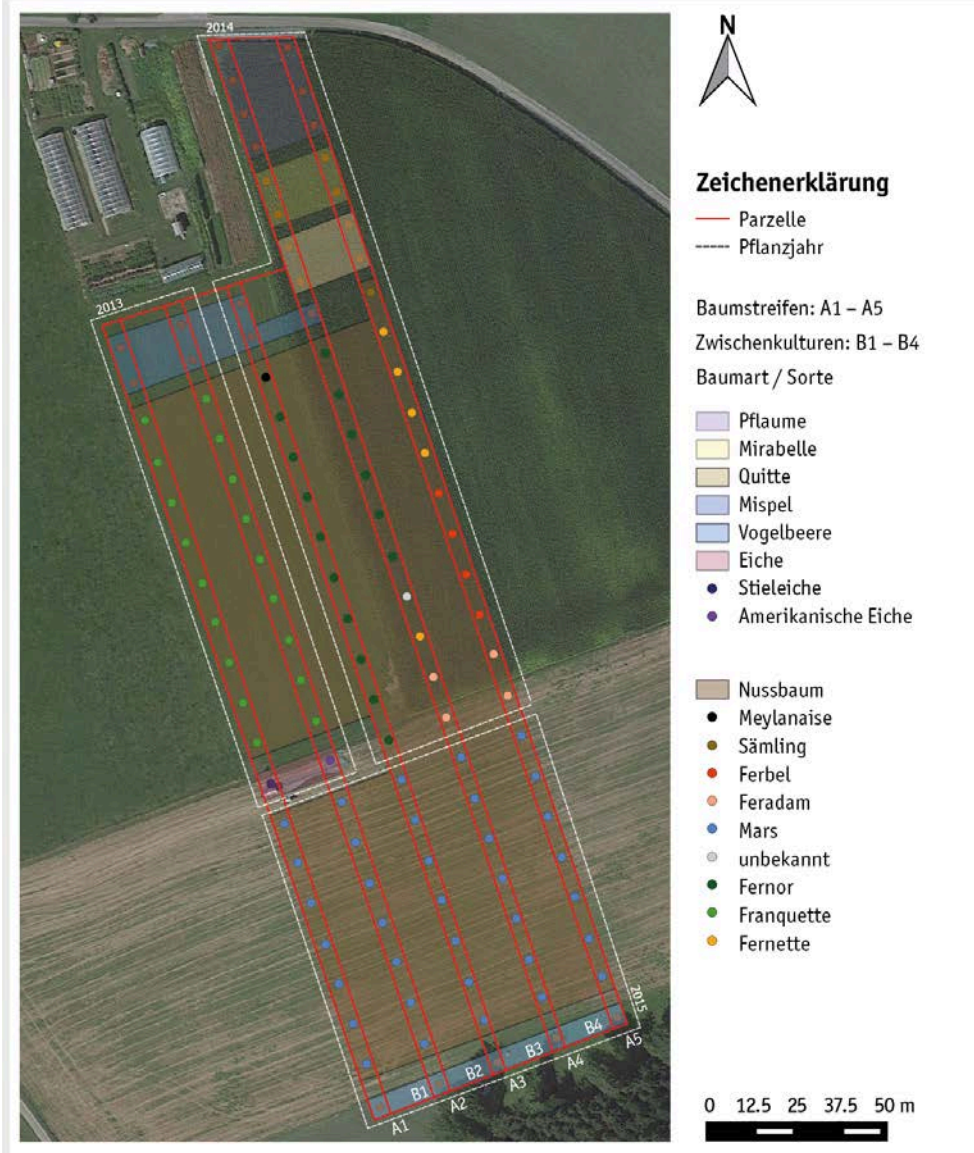 2014
N
Zeichenerklärung
Parzelle
Pflanzjahr
2013
Baumstreifen: A1 – A5
Zwischenkulturen: B1 – B4
Baumart / Sorte
Pflaume
Mirabelle
Quitte
Mispel
Vogelbeere
Eiche
Stieleiche
Amerikanische Eiche
Nussbaum
Meylanaise
Sämling
Ferbel
Feradam
Mars
unbekannt
Fernor
Franquette
Fernette
2015
B1
B2
B3
B4
A1
A2
A3
A4
A5
0 12.5 25 37.5 50 m